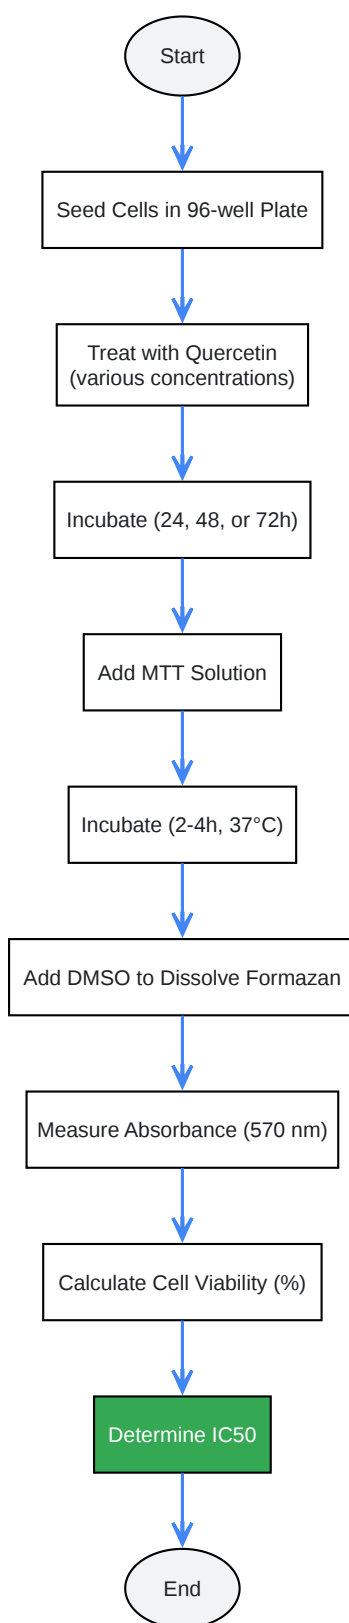 Start
Seed Cells in 96-well Plate
Treat with Quercetin
(various concentrations)
Incubate (24, 48, or 72h)
Add MTT Solution
Incubate (2-4h, 37°C)
Add DMSO to Dissolve Formazan
Measure Absorbance (570 nm)
Calculate Cell Viability (%)
Determine IC50
End